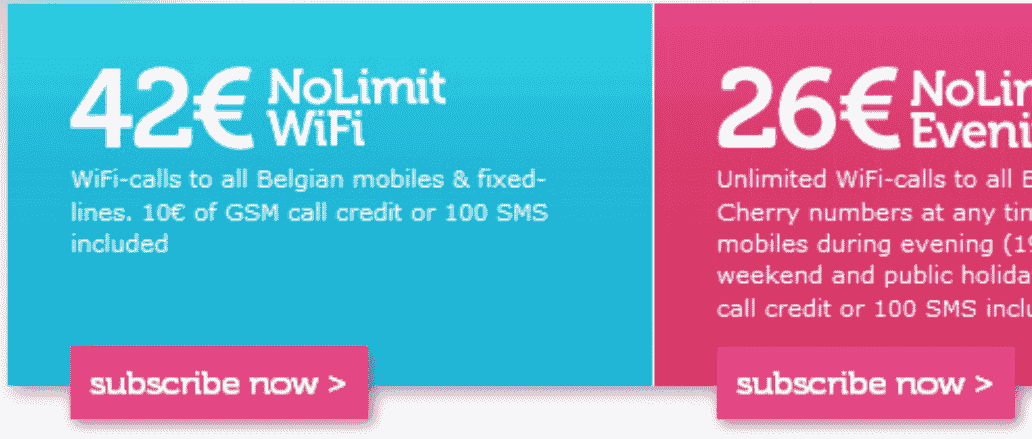 42€ NoLimit
WiFi
WiFi-calls to all Belgian mobiles & fixed-
lines. 10€ of GSM call credit or 100 SMS
included
subscribe now >
26€
Unlimited WiFi-calls to all
Cherry numbers at any
mobiles during evening
weekend and public
call credit or 100 SMS
subscribe now >